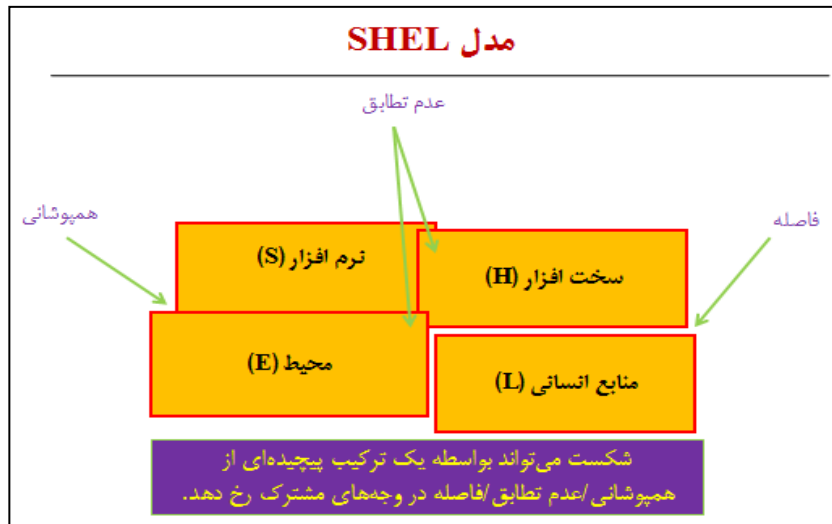 مدل SHEL
عدم تطابق
همپوشانی
فاصله
نرم افزار (S)
سخت افزار (H)
محیط (E)
منابع انسانی (L)
شکست می‌تواند بواسطه یک ترکیب پیچیده‌ای از
همپوشانی/عدم تطابق/فاصله در وجه‌های مشترک رخ دهد.